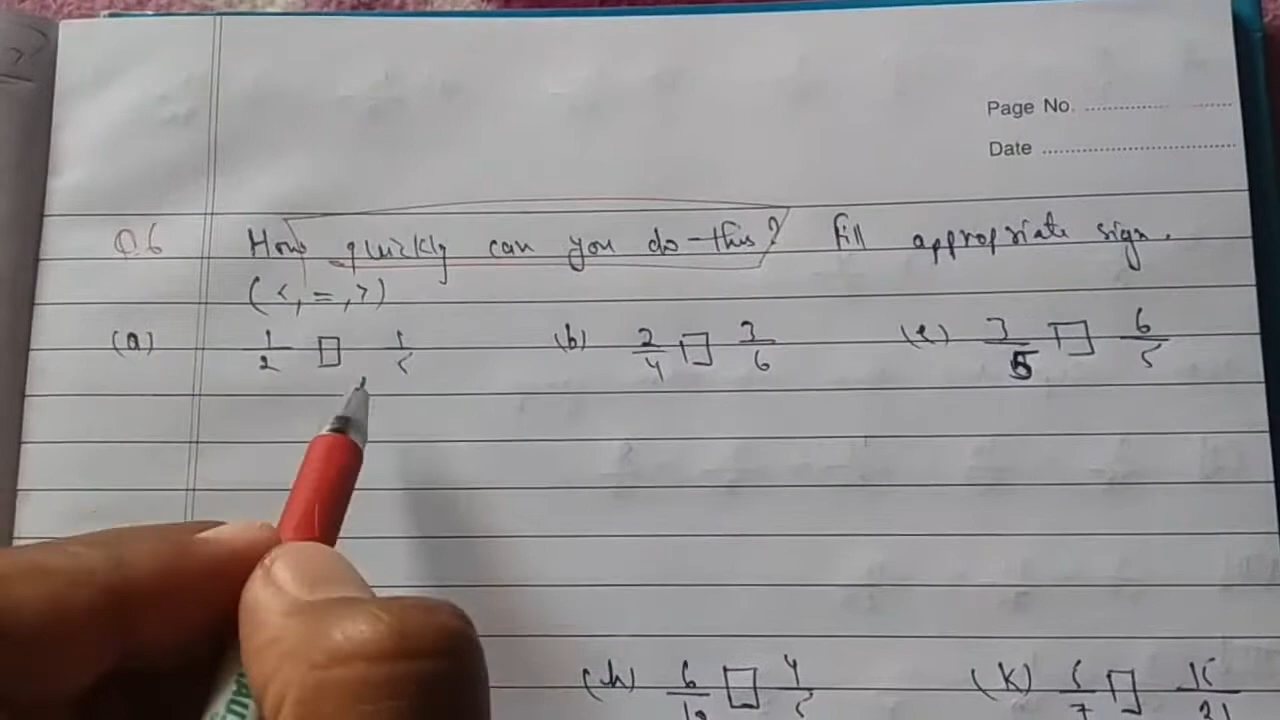 Page No. ....................
Date ....................
Q.6 How quickly can you do this? Fill appropriate sign.
(<, =, >)
(a) 1/2 □ 1/5 (b) 2/4 □ 3/6 (e) 3/5 □ 6/5
(h) 6/10 □ 4/5 (k) 5/7 □ 15/21